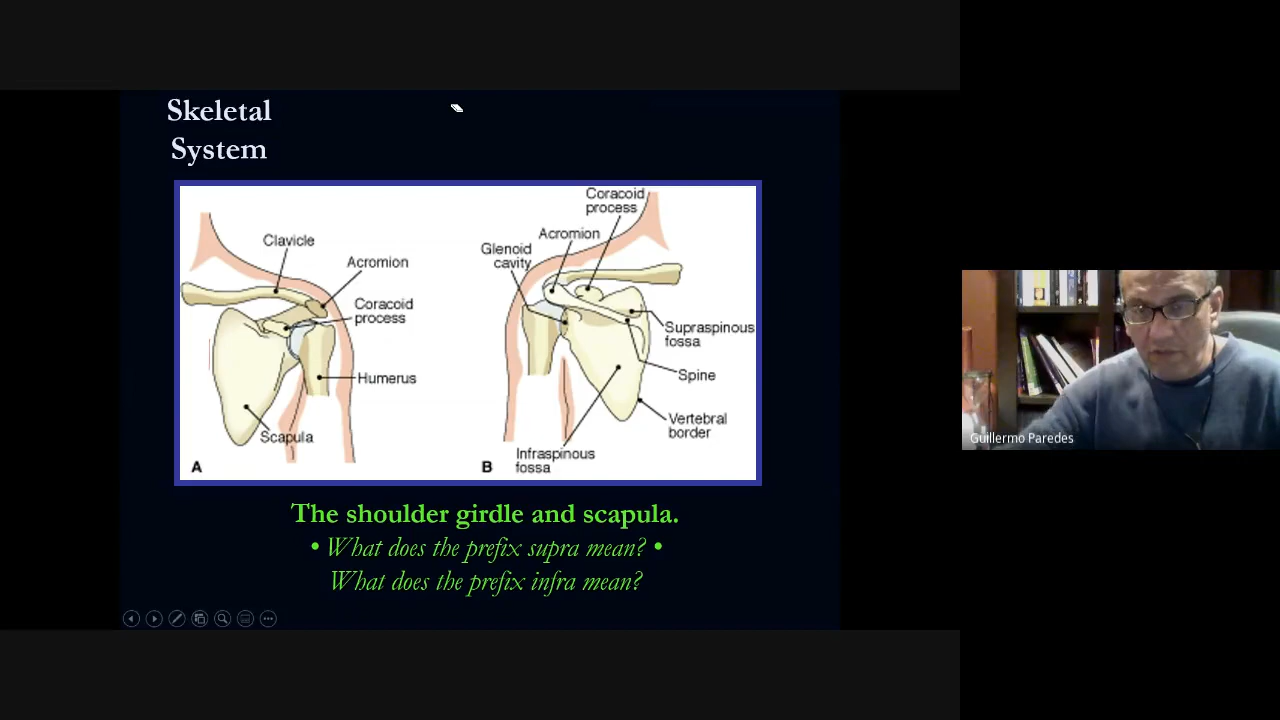 Skeletal
System
Clavicle
Acromion
Coracoid
process
Humerus
Scapula
A
Coracoid
process
Acromion
Glenoid
cavity
Supraspinous
fossa
Spine
Vertebral
border
Infraspinous
fossa
B
The shoulder girdle and scapula.
• What does the prefix supra mean? •
What does the prefix infra mean?
Guillermo Paredes